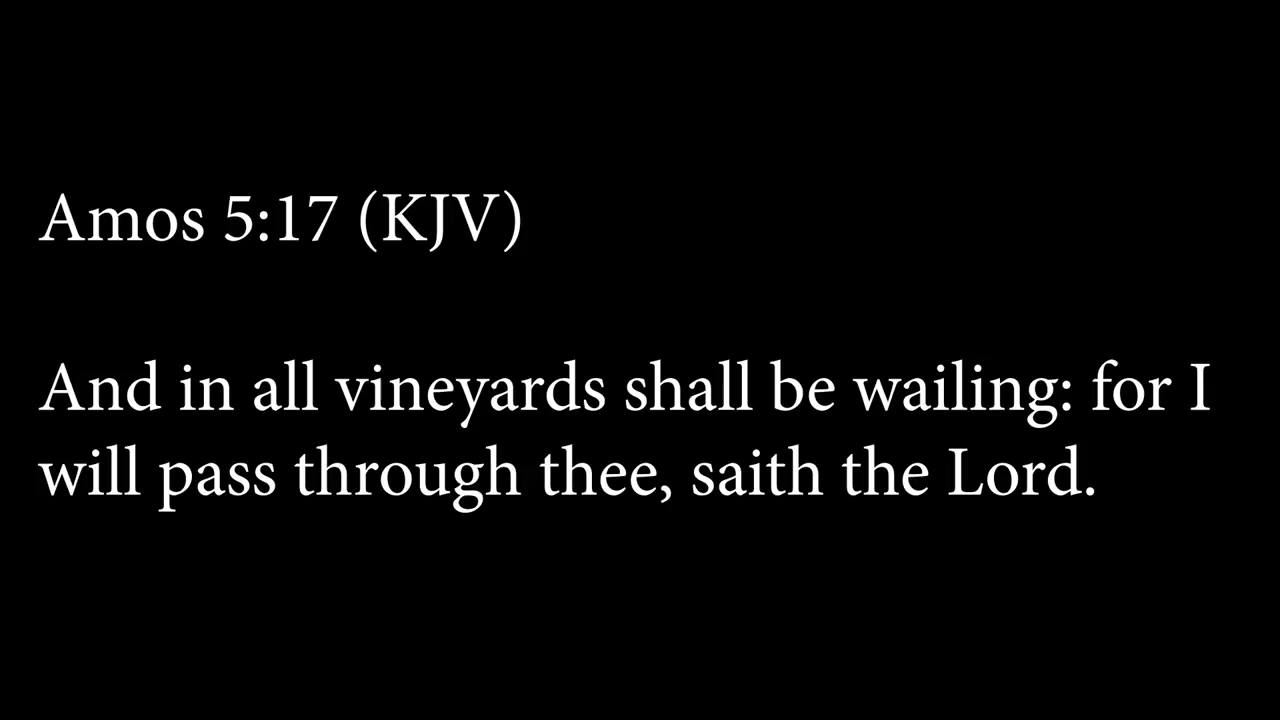 Amos 5:17 (KJV)
And in all vineyards shall be wailing: for I
will pass through thee, saith the Lord.